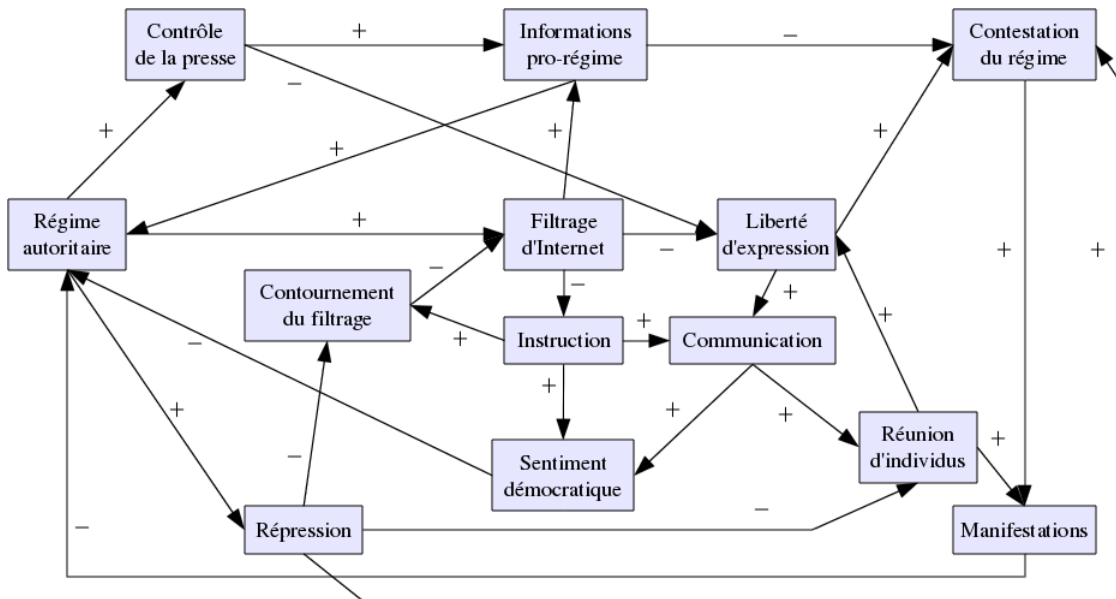 Contrôle
de la presse
+
Informations
pro-régime
−
Contestation
du régime
−
+
+
+
+
Régime
autoritaire
+
Filtrage
d'Internet
−
Liberté
d'expression
+
+
−
Contournement
du filtrage
−
+
+
Instruction
+
Communication
+
−
+
+
+
+
Réunion
d'individus
+
Sentiment
démocratique
−
Répression
−
Manifestations
−